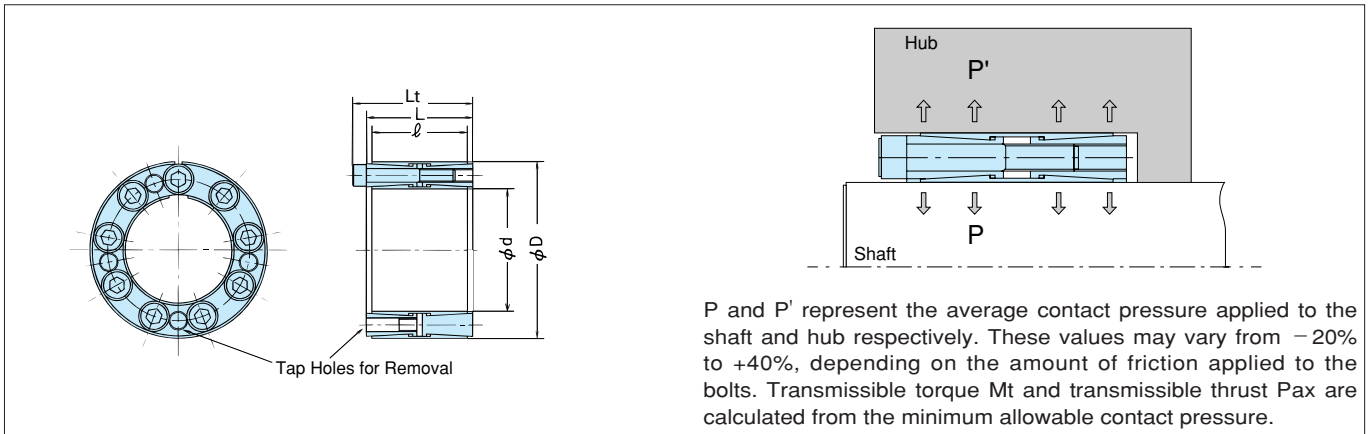 Lt
L
ℓ
φd
φD
Tap Holes for Removal
Hub
P'
P
Shaft
P and P' represent the average contact pressure applied to the
shaft and hub respectively. These values may vary from −20%
to +40%, depending on the amount of friction applied to the
bolts. Transmissible torque Mt and transmissible thrust Pax are
calculated from the minimum allowable contact pressure.